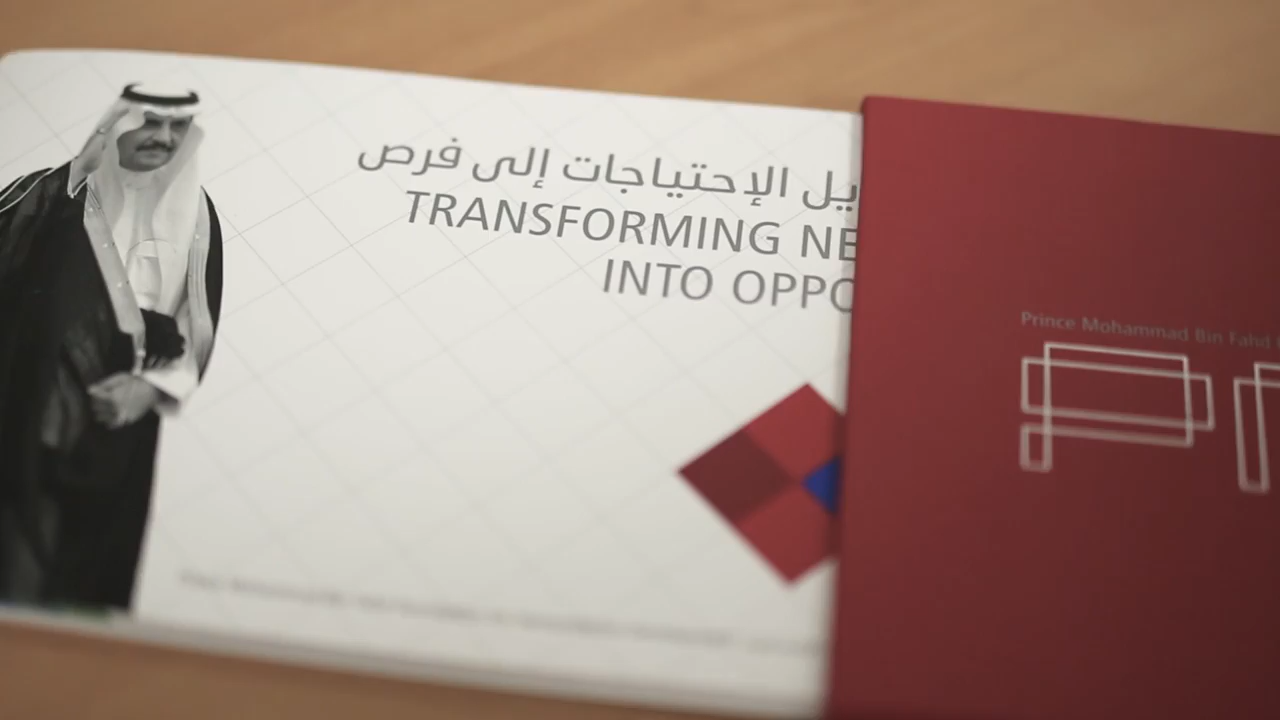 يل الإحتياجات إلى فرص
TRANSFORMING NE
INTO OPPO
Prince Mohammad Bin Fahd